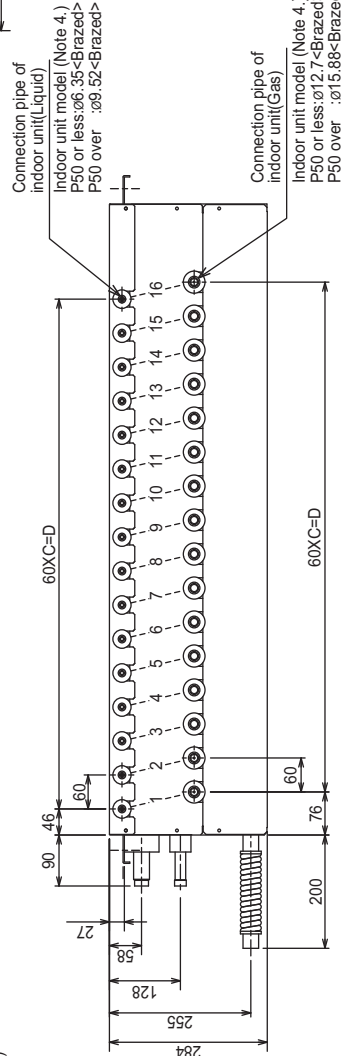 Connection pipe of
indoor unit(Liquid)
Indoor unit model (Note 4.)
P50 or less:ø6.35<Brazed>
P50 over :ø9.52<Brazed>
Connection pipe of
indoor unit(Gas)
Indoor unit model (Note 4.
P50 or less:ø12.7<Brazed
P50 over :ø15.88<Braze
60XC=D
60
46
90
27
58
128
255
284
1
2
3
4
5
6
7
8
9
10
11
12
13
14
15
16
60
60XC=D
76
200